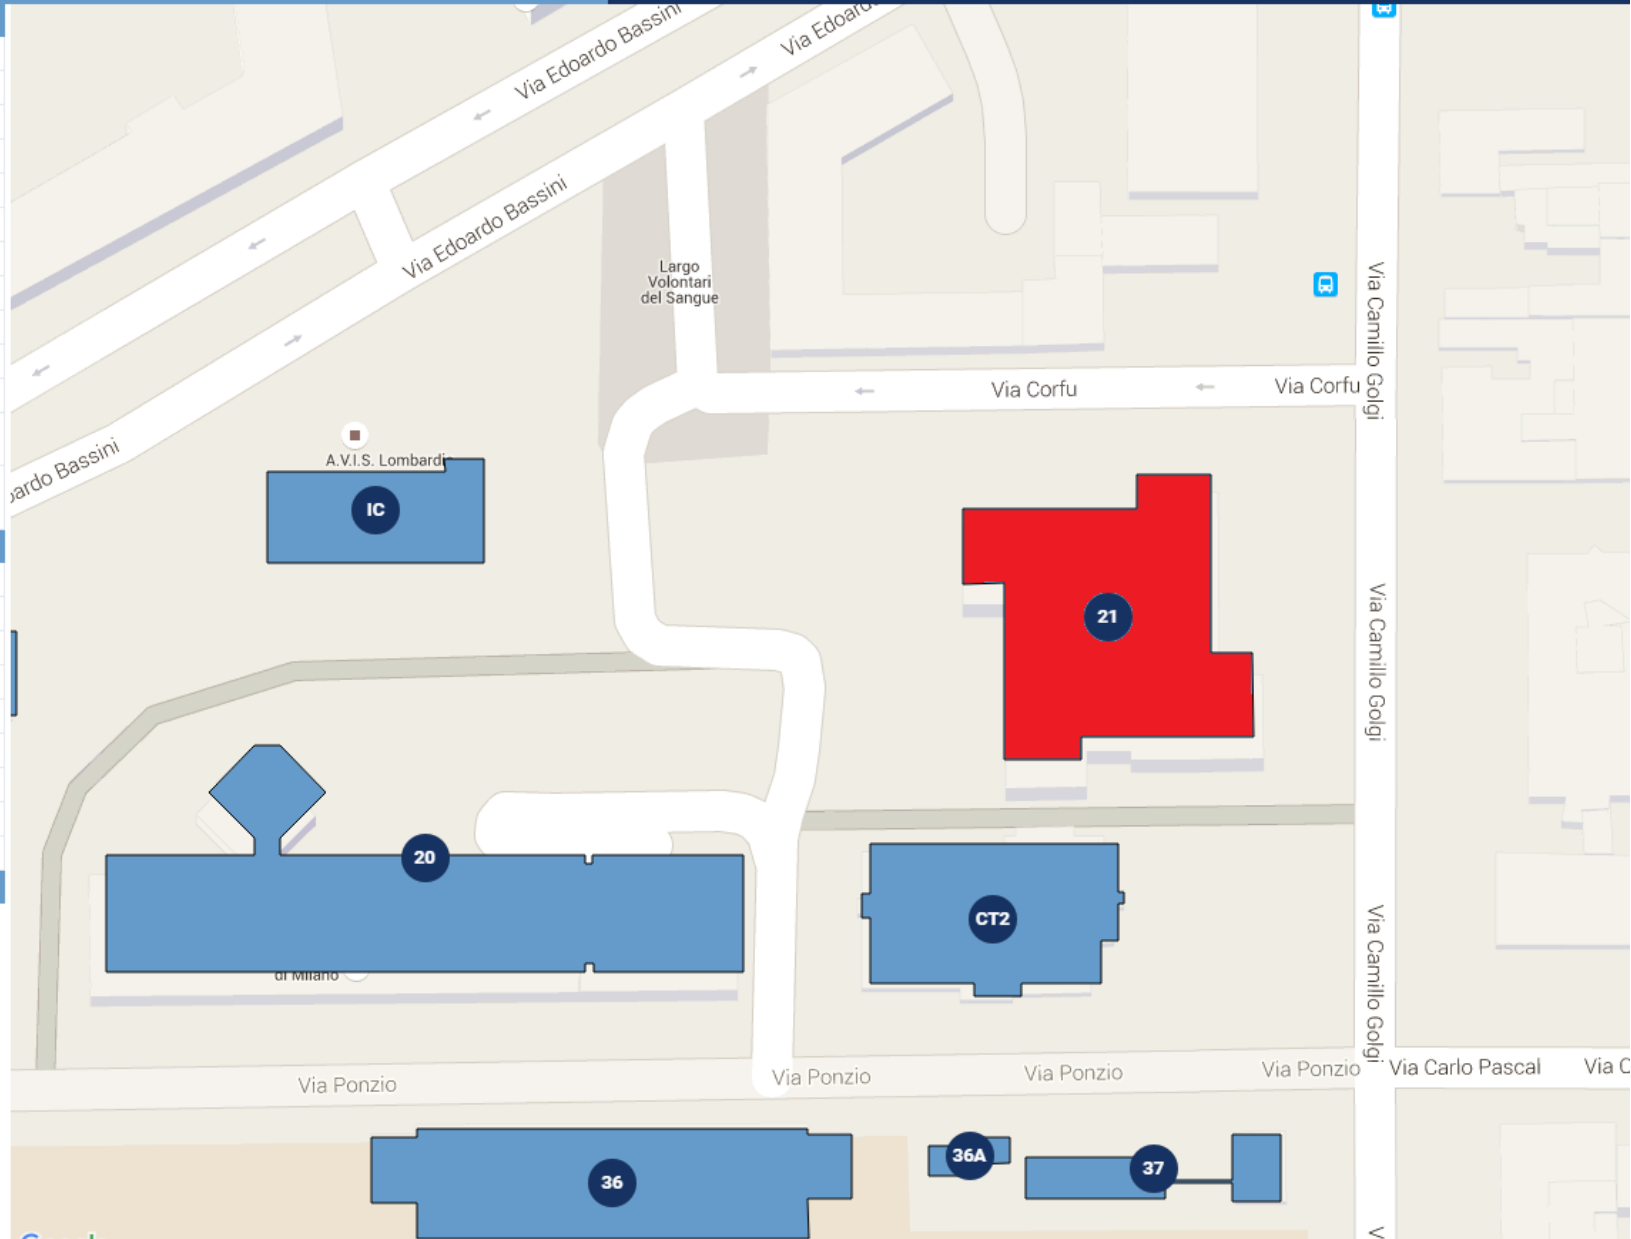 Via Edoardo Bassini
Via Edoardo
Via Edoardo Bassini
Largo
Volontari
del Sangue
Via Camillo Golgi
Via Corfu
Via Corfu
A.V.I.S. Lombardi
ardo Bassini
IC
21
Via Camillo Golgi
20
CT2
di Milano
Via Camillo Golgi
Via Ponzio
Via Ponzio
Via Ponzio
Via Ponzio
Via Carlo Pascal
Via C
36
36A
37
V